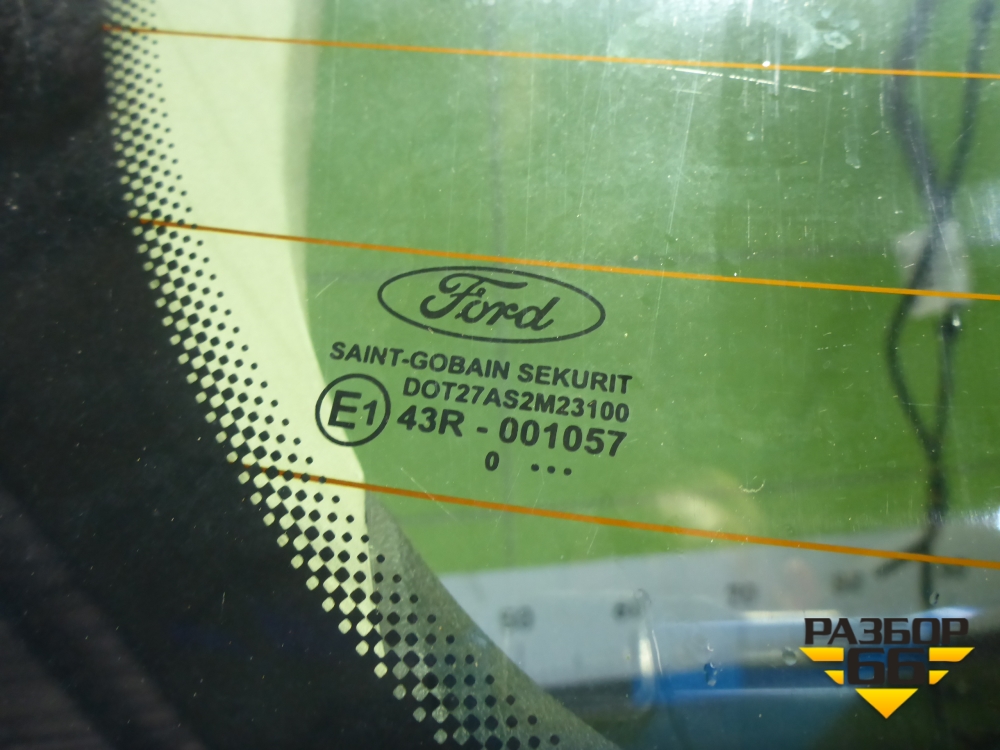 Ford
SAINT-GOBAIN SEKURIT
DOT27AS2M23100
E1 43R - 001057
0 ...
РАЗБОР
66